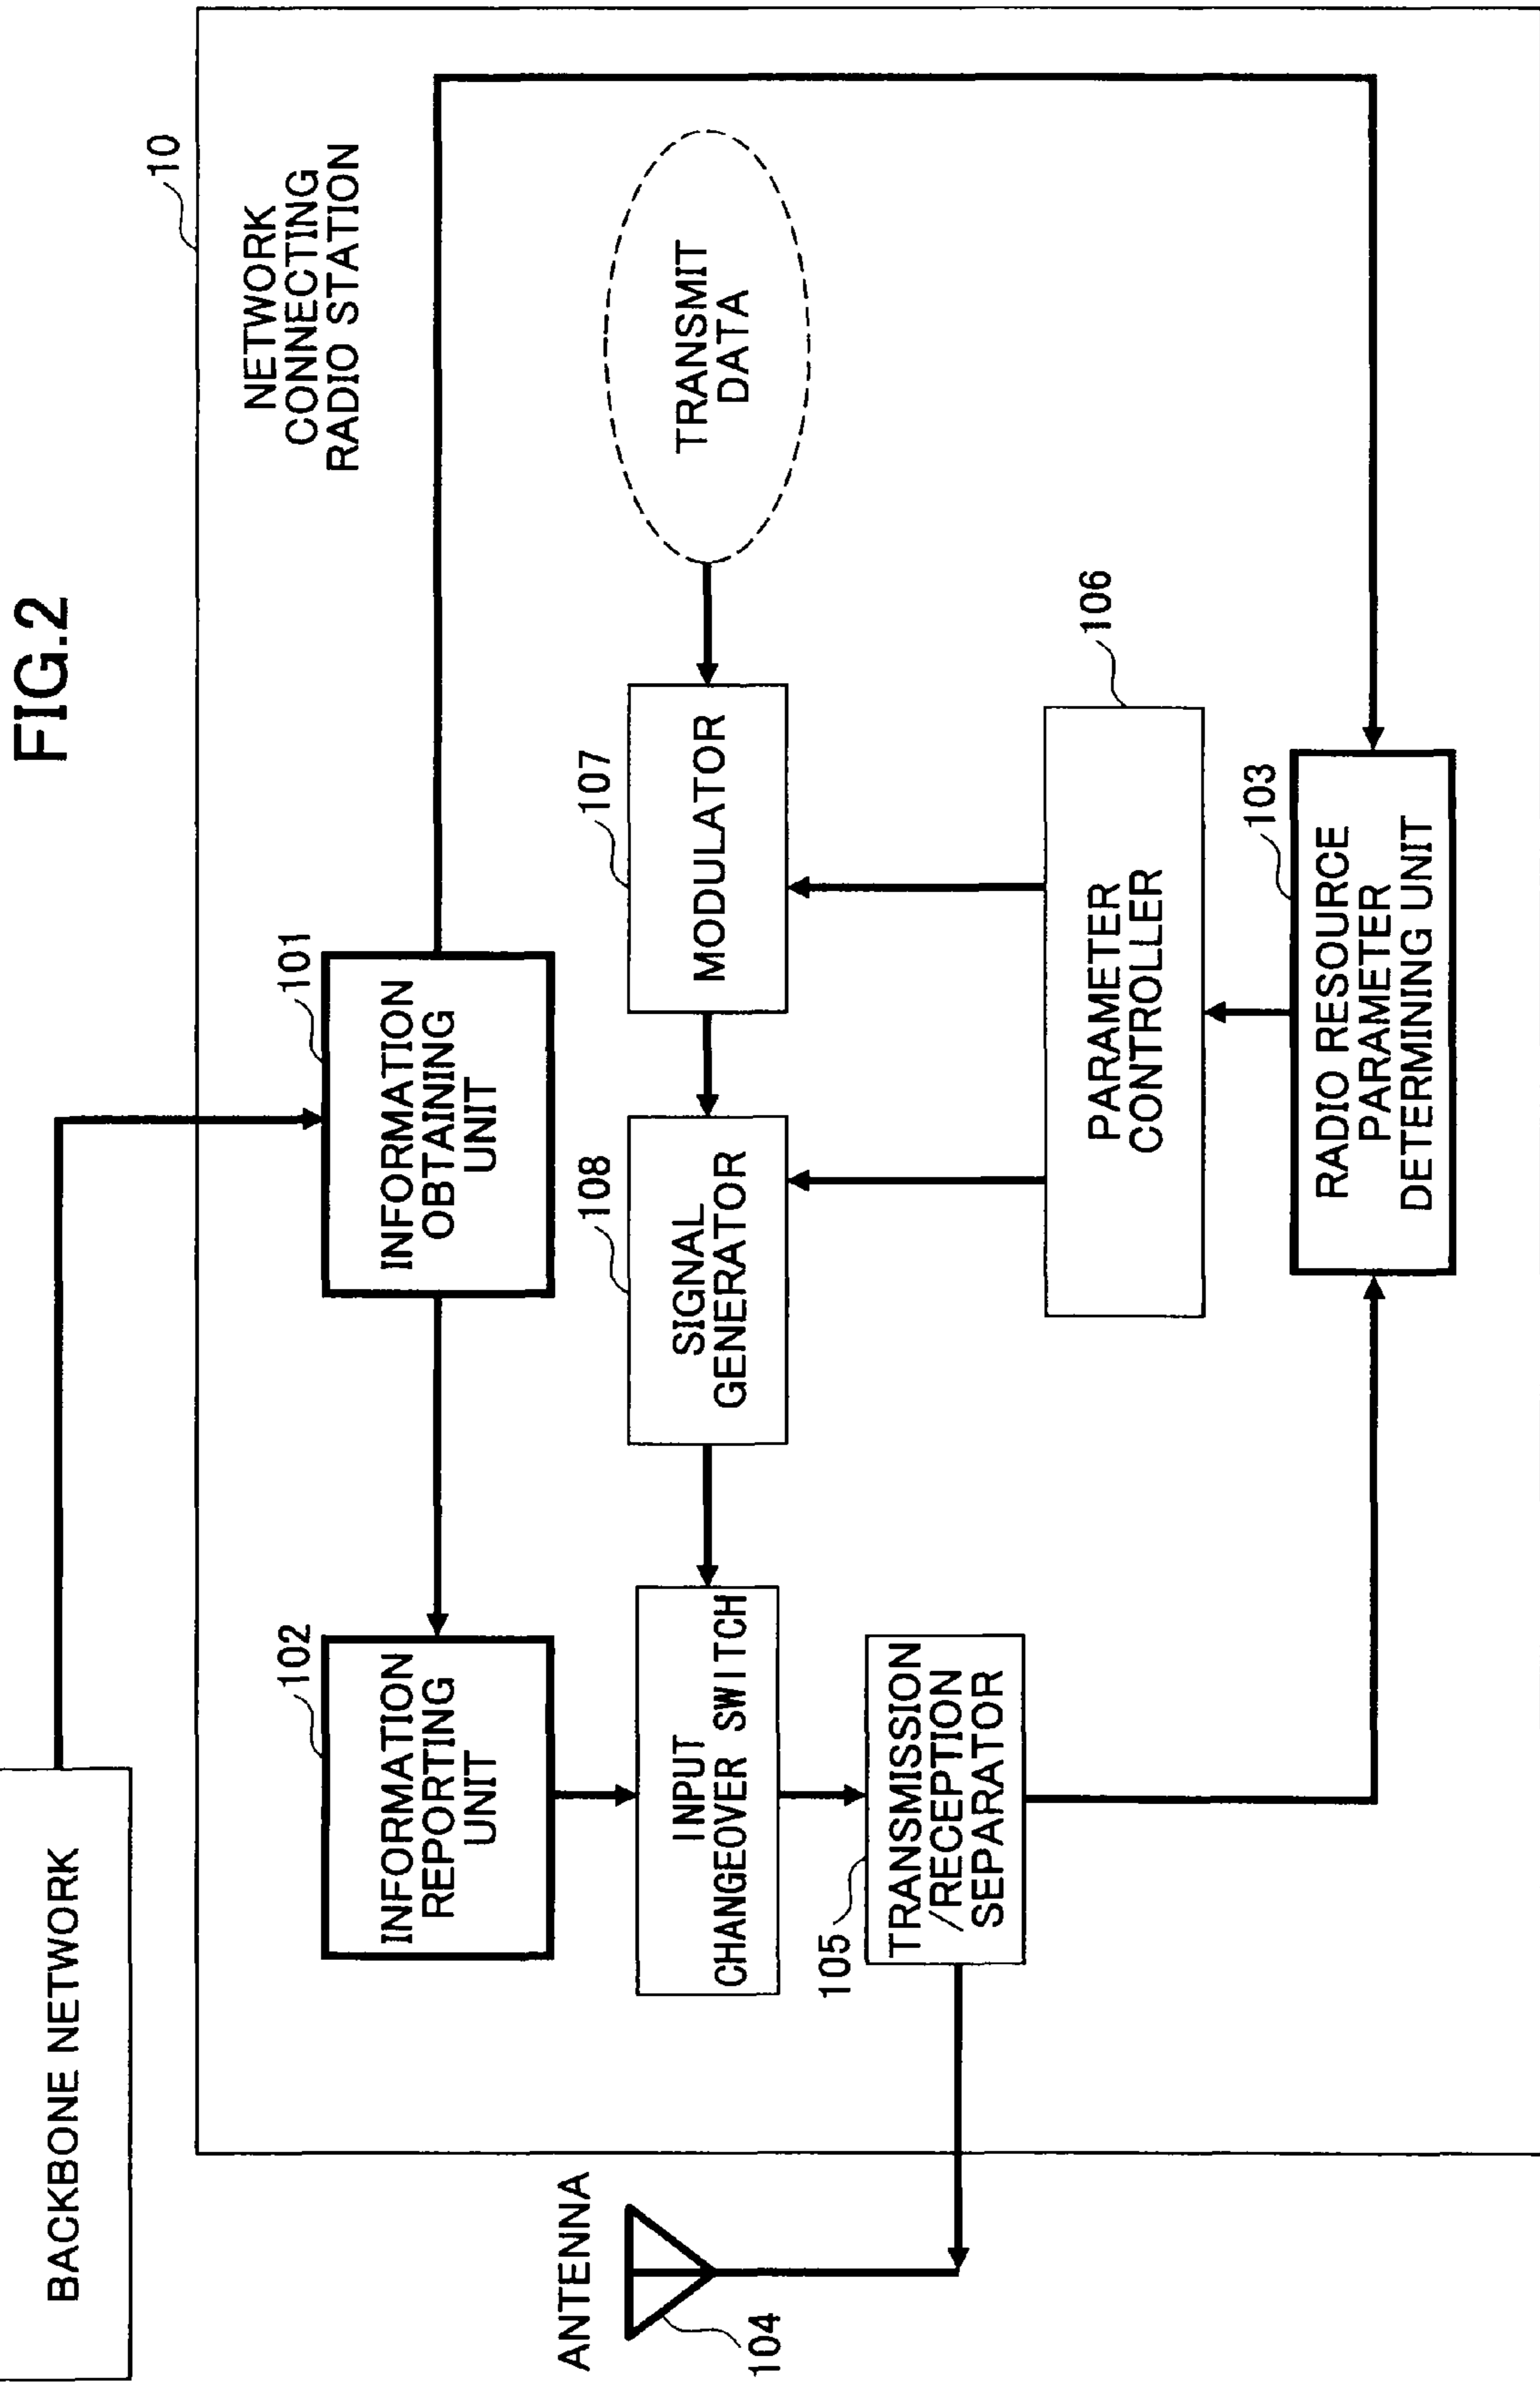 FIG.2
BACKBONE NETWORK
10
NETWORK
CONNECTING
RADIO STATION
102
INFORMATION
REPORTING
UNIT
101
INFORMATION
OBTAINING
UNIT
ANTENNA
104
INPUT
CHANGEOVER SWITCH
108
SIGNAL
GENERATOR
107
MODULATOR
TRANSMIT
DATA
105
TRANSMISSION
/RECEPTION
SEPARATOR
106
PARAMETER
CONTROLLER
103
RADIO RESOURCE
PARAMETER
DETERMINING UNIT